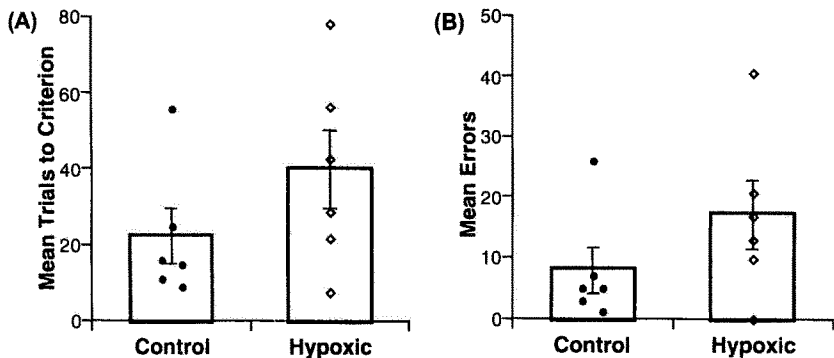 (A)
Mean Trials to Criterion
80
60
40
20
0
Control
Hypoxic
(B)
Mean Errors
50
40
30
20
10
0
Control
Hypoxic